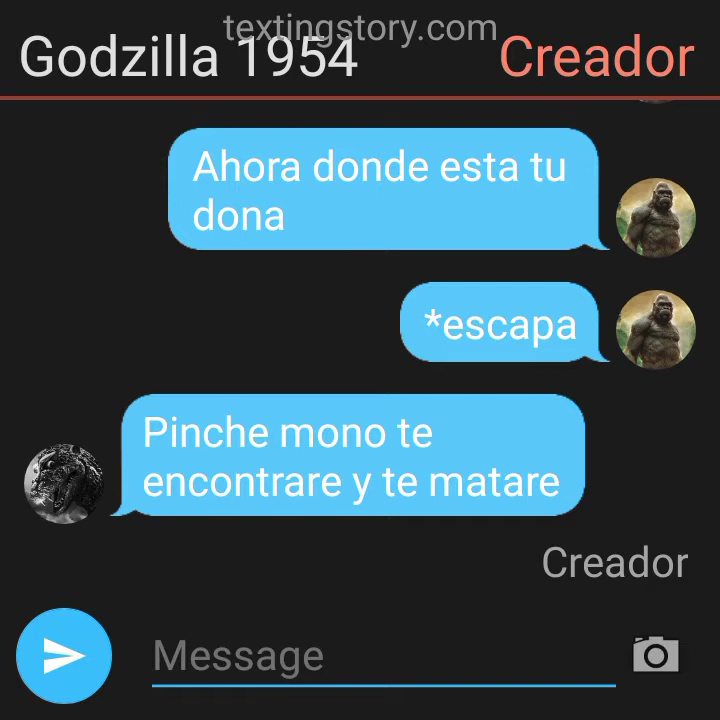 textingstory.com
Godzilla 1954 Creador
Ahora donde esta tu
dona
*escapa
Pinche mono te
encontrare y te matare
Creador
Message